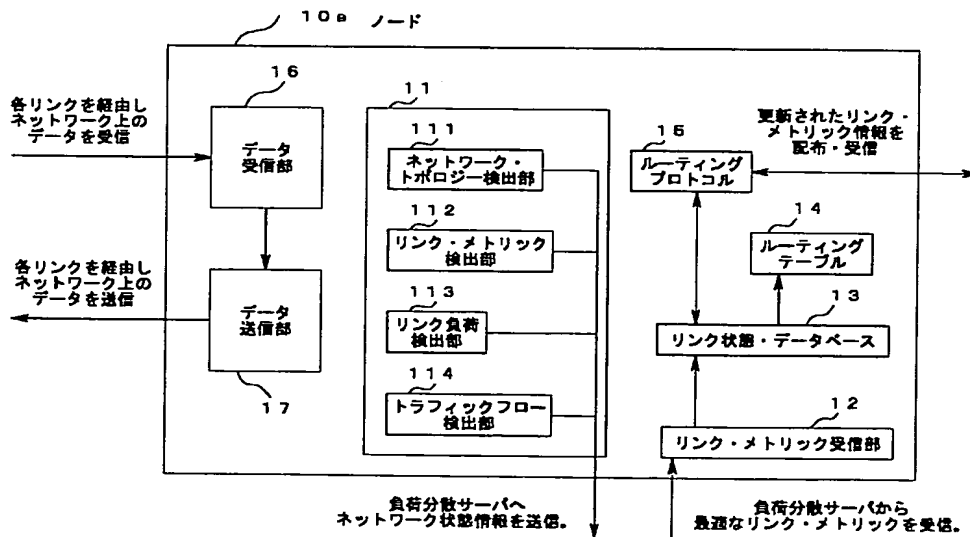 10a ノード
各リンクを経由し
ネットワーク上の
データを受信
16
データ
受信部
各リンクを経由し
ネットワーク上の
データを送信
データ
送信部
17
11
111
ネットワーク・
トポロジー検出部
112
リンク・メトリック
検出部
113
リンク負荷
検出部
114
トラフィックフロー
検出部
更新されたリンク・
メトリック情報を
配布・受信
15
ルーティング
プロトコル
14
ルーティング
テーブル
13
リンク状態・データベース
12
リンク・メトリック受信部
負荷分散サーバへ
ネットワーク状態情報を送信。
負荷分散サーバから
最適なリンク・メトリックを受信。